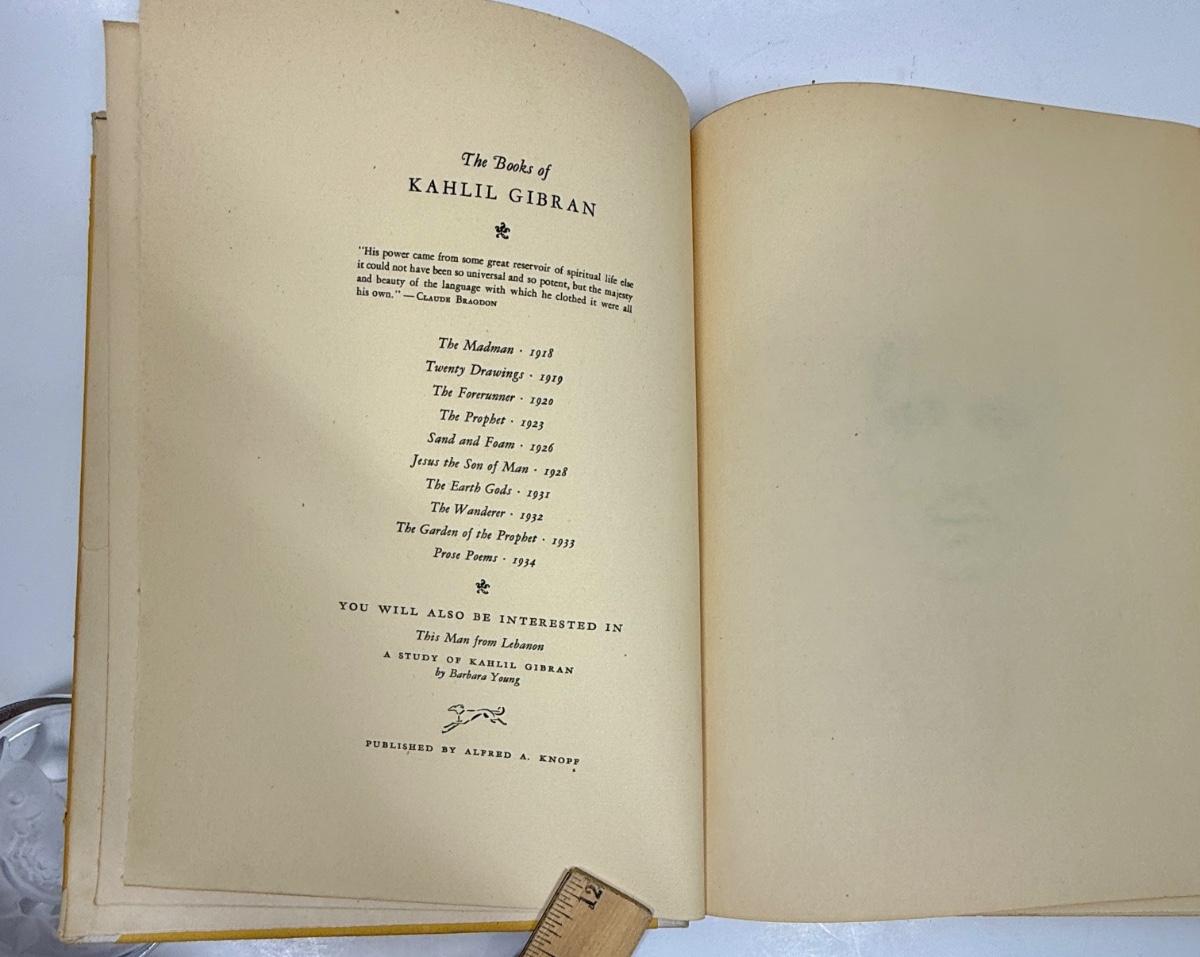 The Books of
KAHLIL GIBRAN
"His power came from some great reservoir of spiritual life else
it could not have been so universal and so potent, but the majesty
and beauty of the language with which he clothed it were all
his own." — CLAUDE BRAGDON
The Madman · 1918
Twenty Drawings · 1919
The Forerunner · 1920
The Prophet · 1923
Sand and Foam · 1926
Jesus the Son of Man · 1928
The Earth Gods · 1931
The Wanderer · 1932
The Garden of the Prophet · 1933
Prose Poems · 1934
YOU WILL ALSO BE INTERESTED IN
This Man from Lebanon
A STUDY OF KAHLIL GIBRAN
by Barbara Young
PUBLISHED BY ALFRED A. KNOPF
12